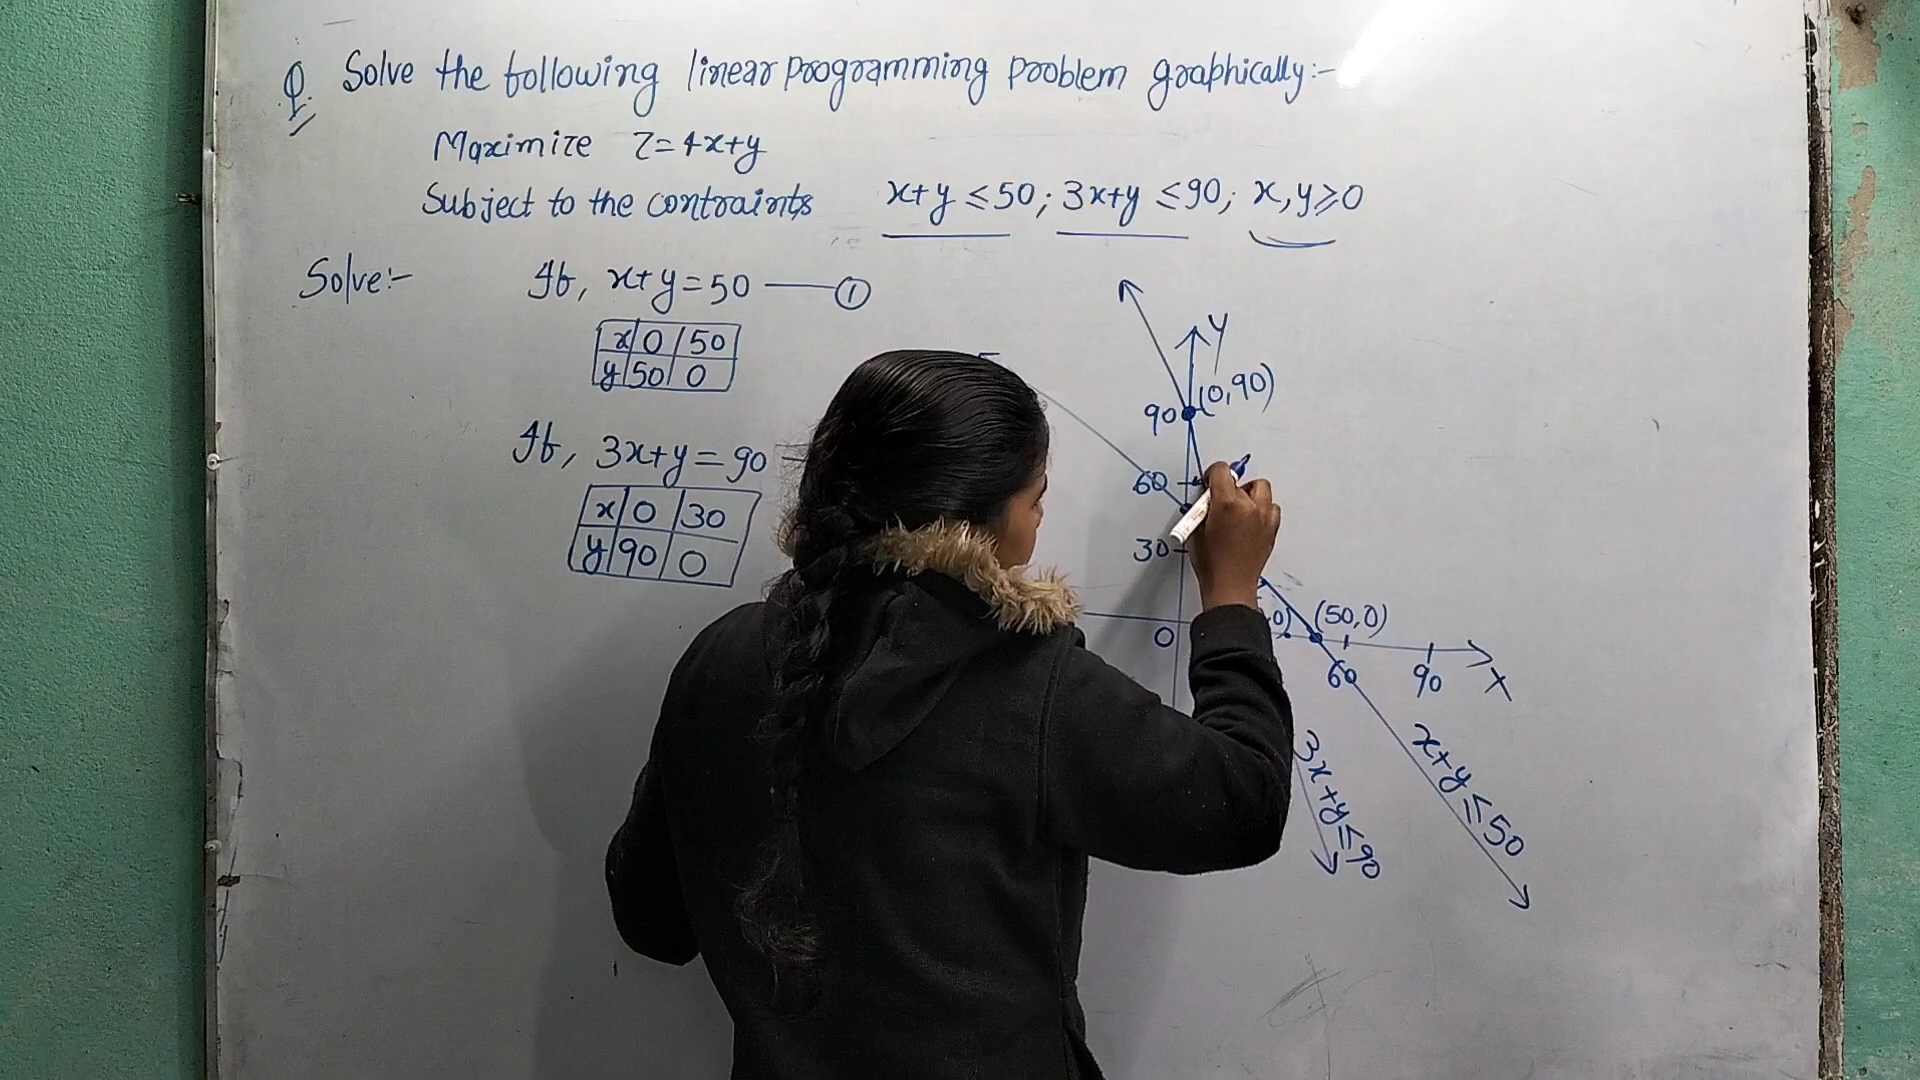 Q. Solve the following linear programming problem graphically:-
Maximize Z=4x+y
Subject to the contraints x+y≤50; 3x+y≤90; x,y≥0
Solve:- If, x+y=50 —— ①
x 0 50
y 50 0
If, 3x+y=90
x 0 30
y 90 0
Y
90 (0,90)
60
30
0
(50,0)
60 90 X
3x+y≤90
x+y≤50